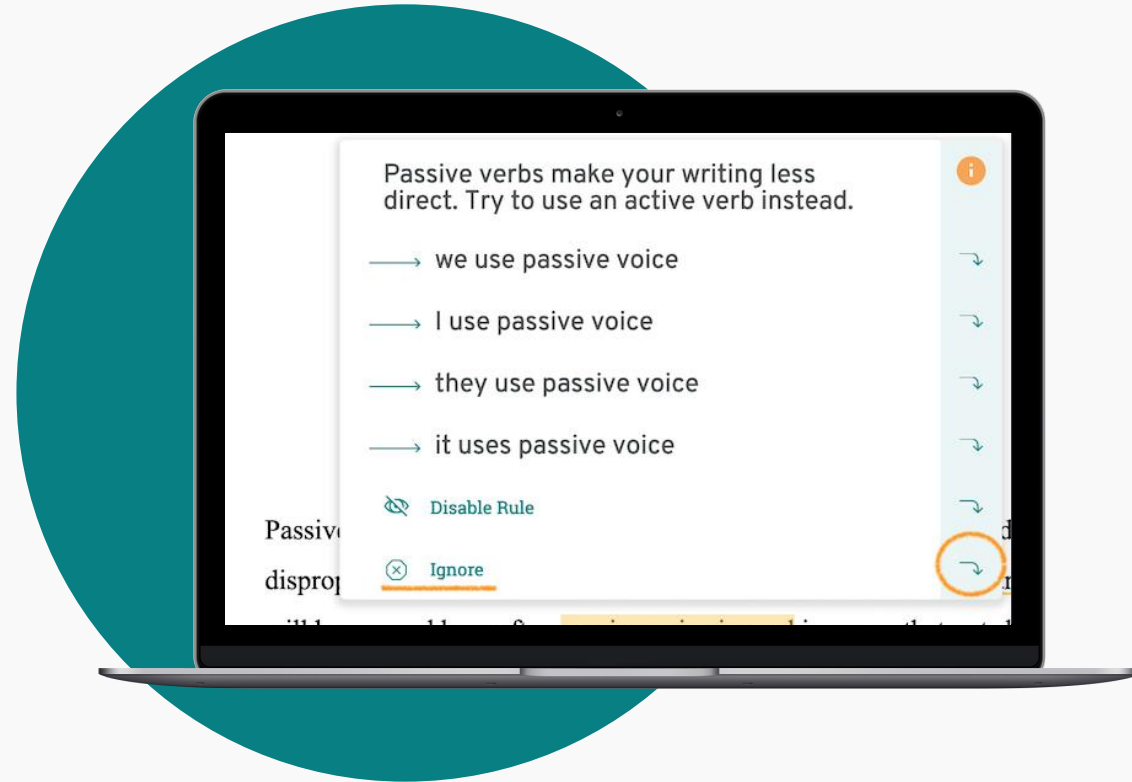 Passive verbs make your writing less
direct. Try to use an active verb instead.
we use passive voice
I use passive voice
they use passive voice
it uses passive voice
Disable Rule
Ignore